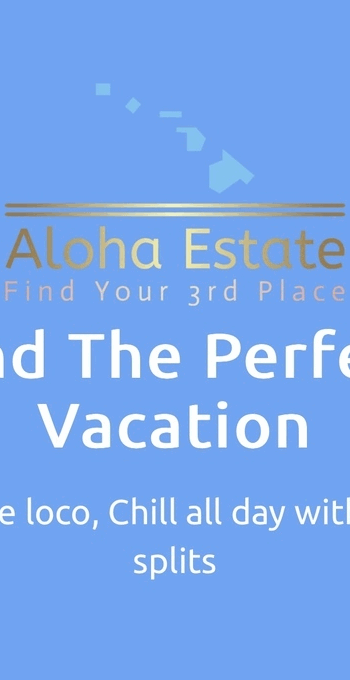 Aloha Estate
Find Your 3rd Place
nd The Perfe
Vacation
e loco, Chill all day with
splits